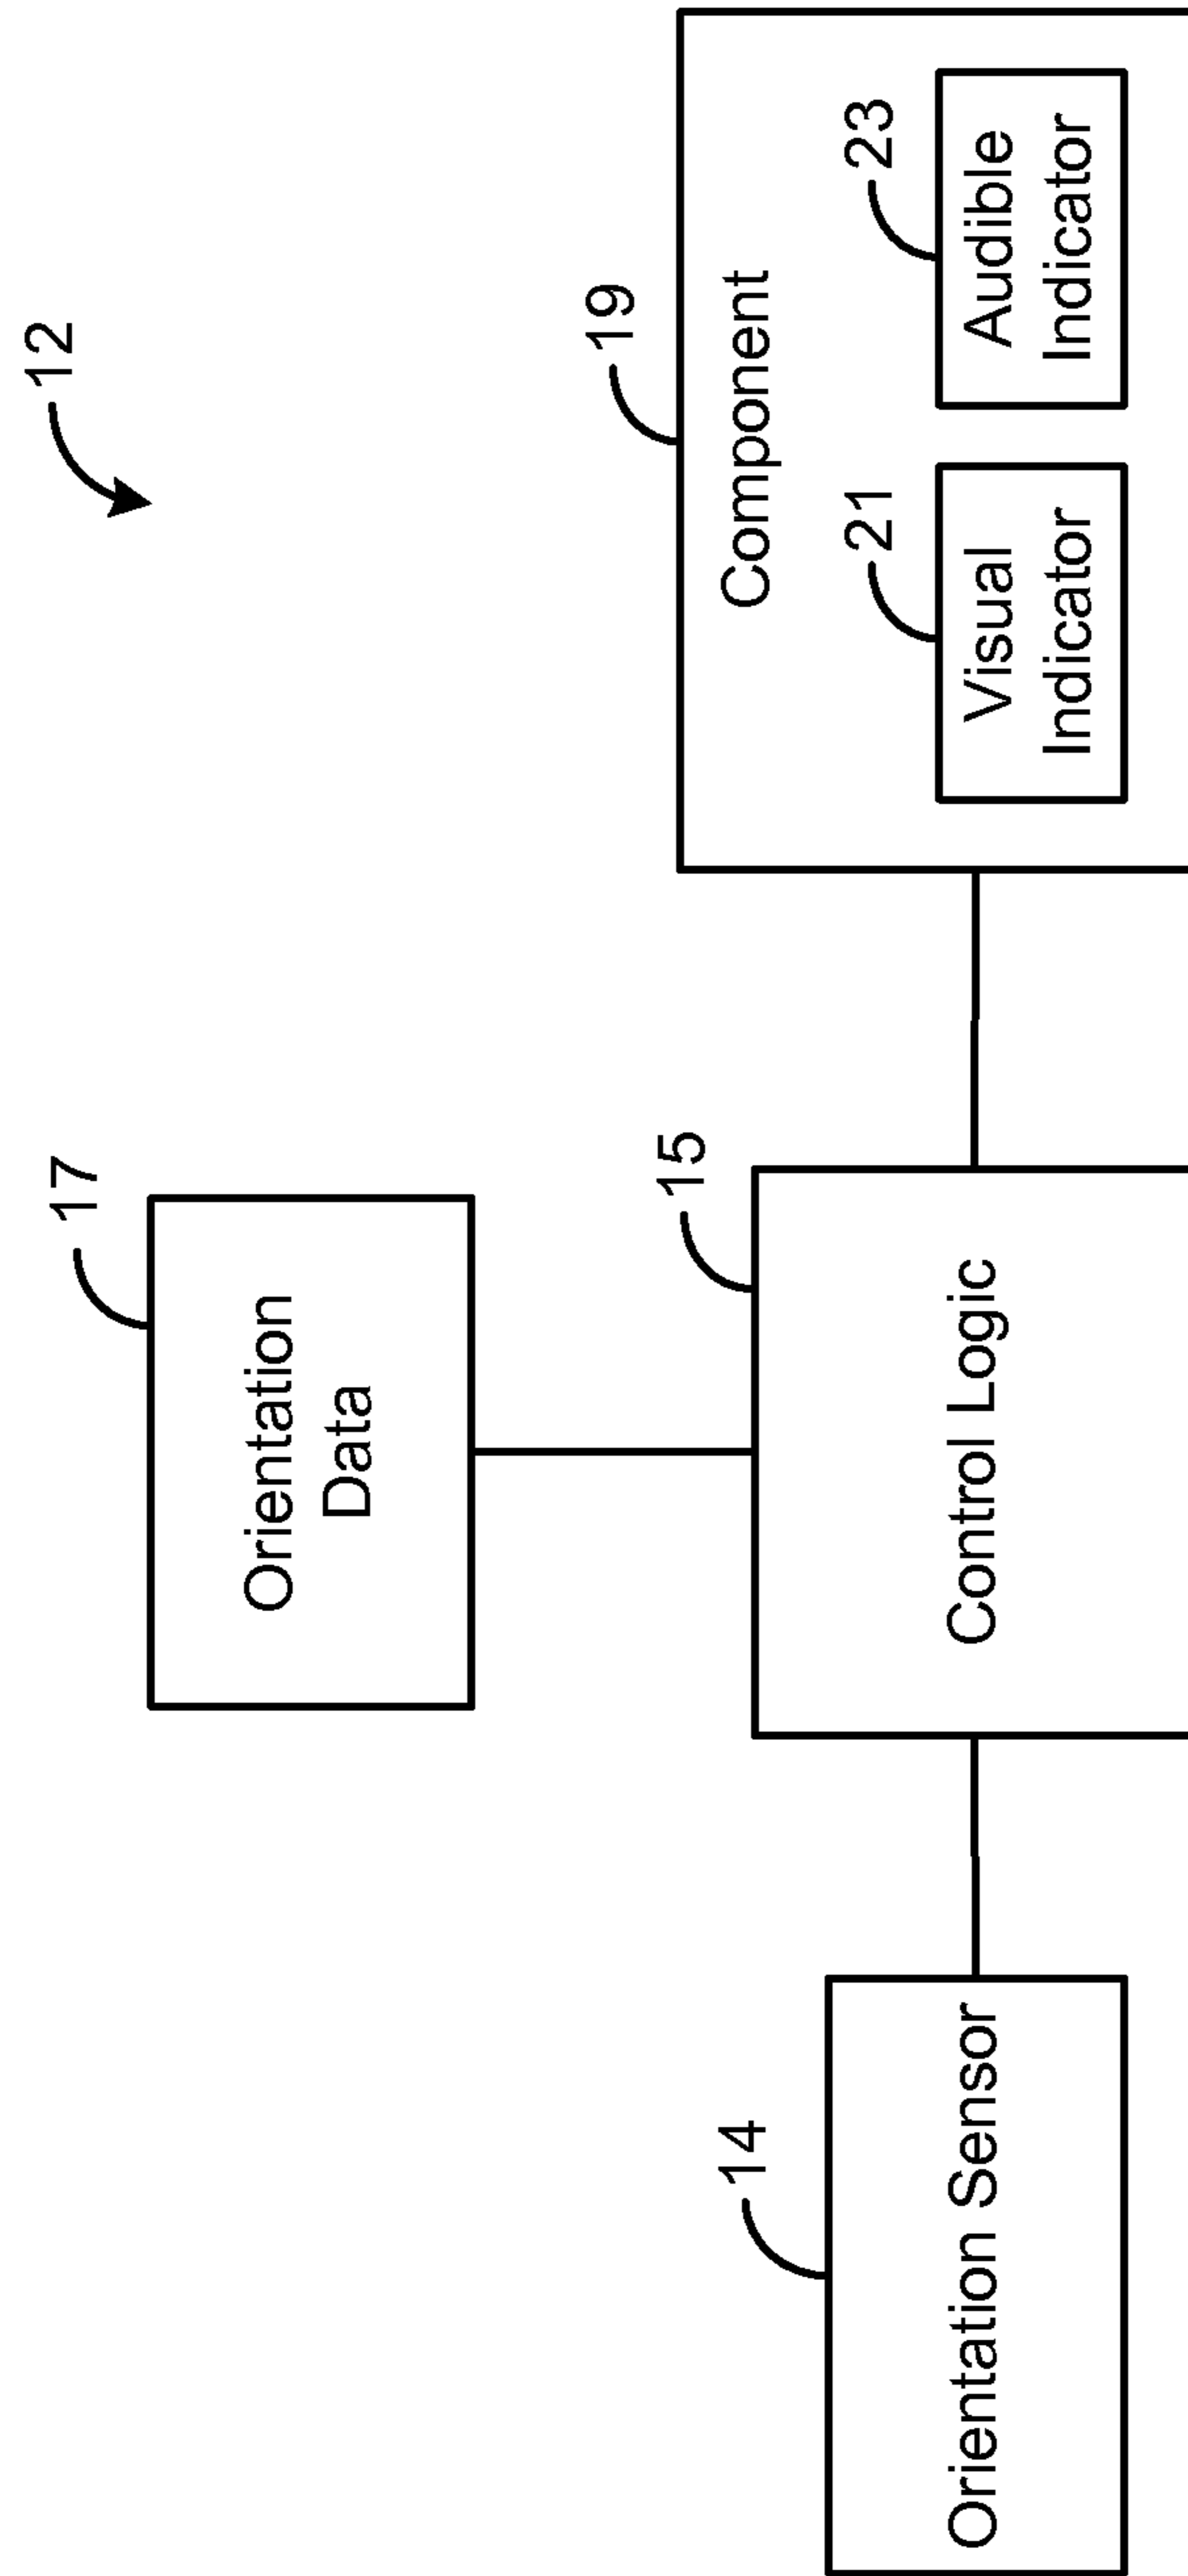 12
17
Orientation
Data
19
Component
21
Visual
Indicator
23
Audible
Indicator
15
Control Logic
14
Orientation Sensor